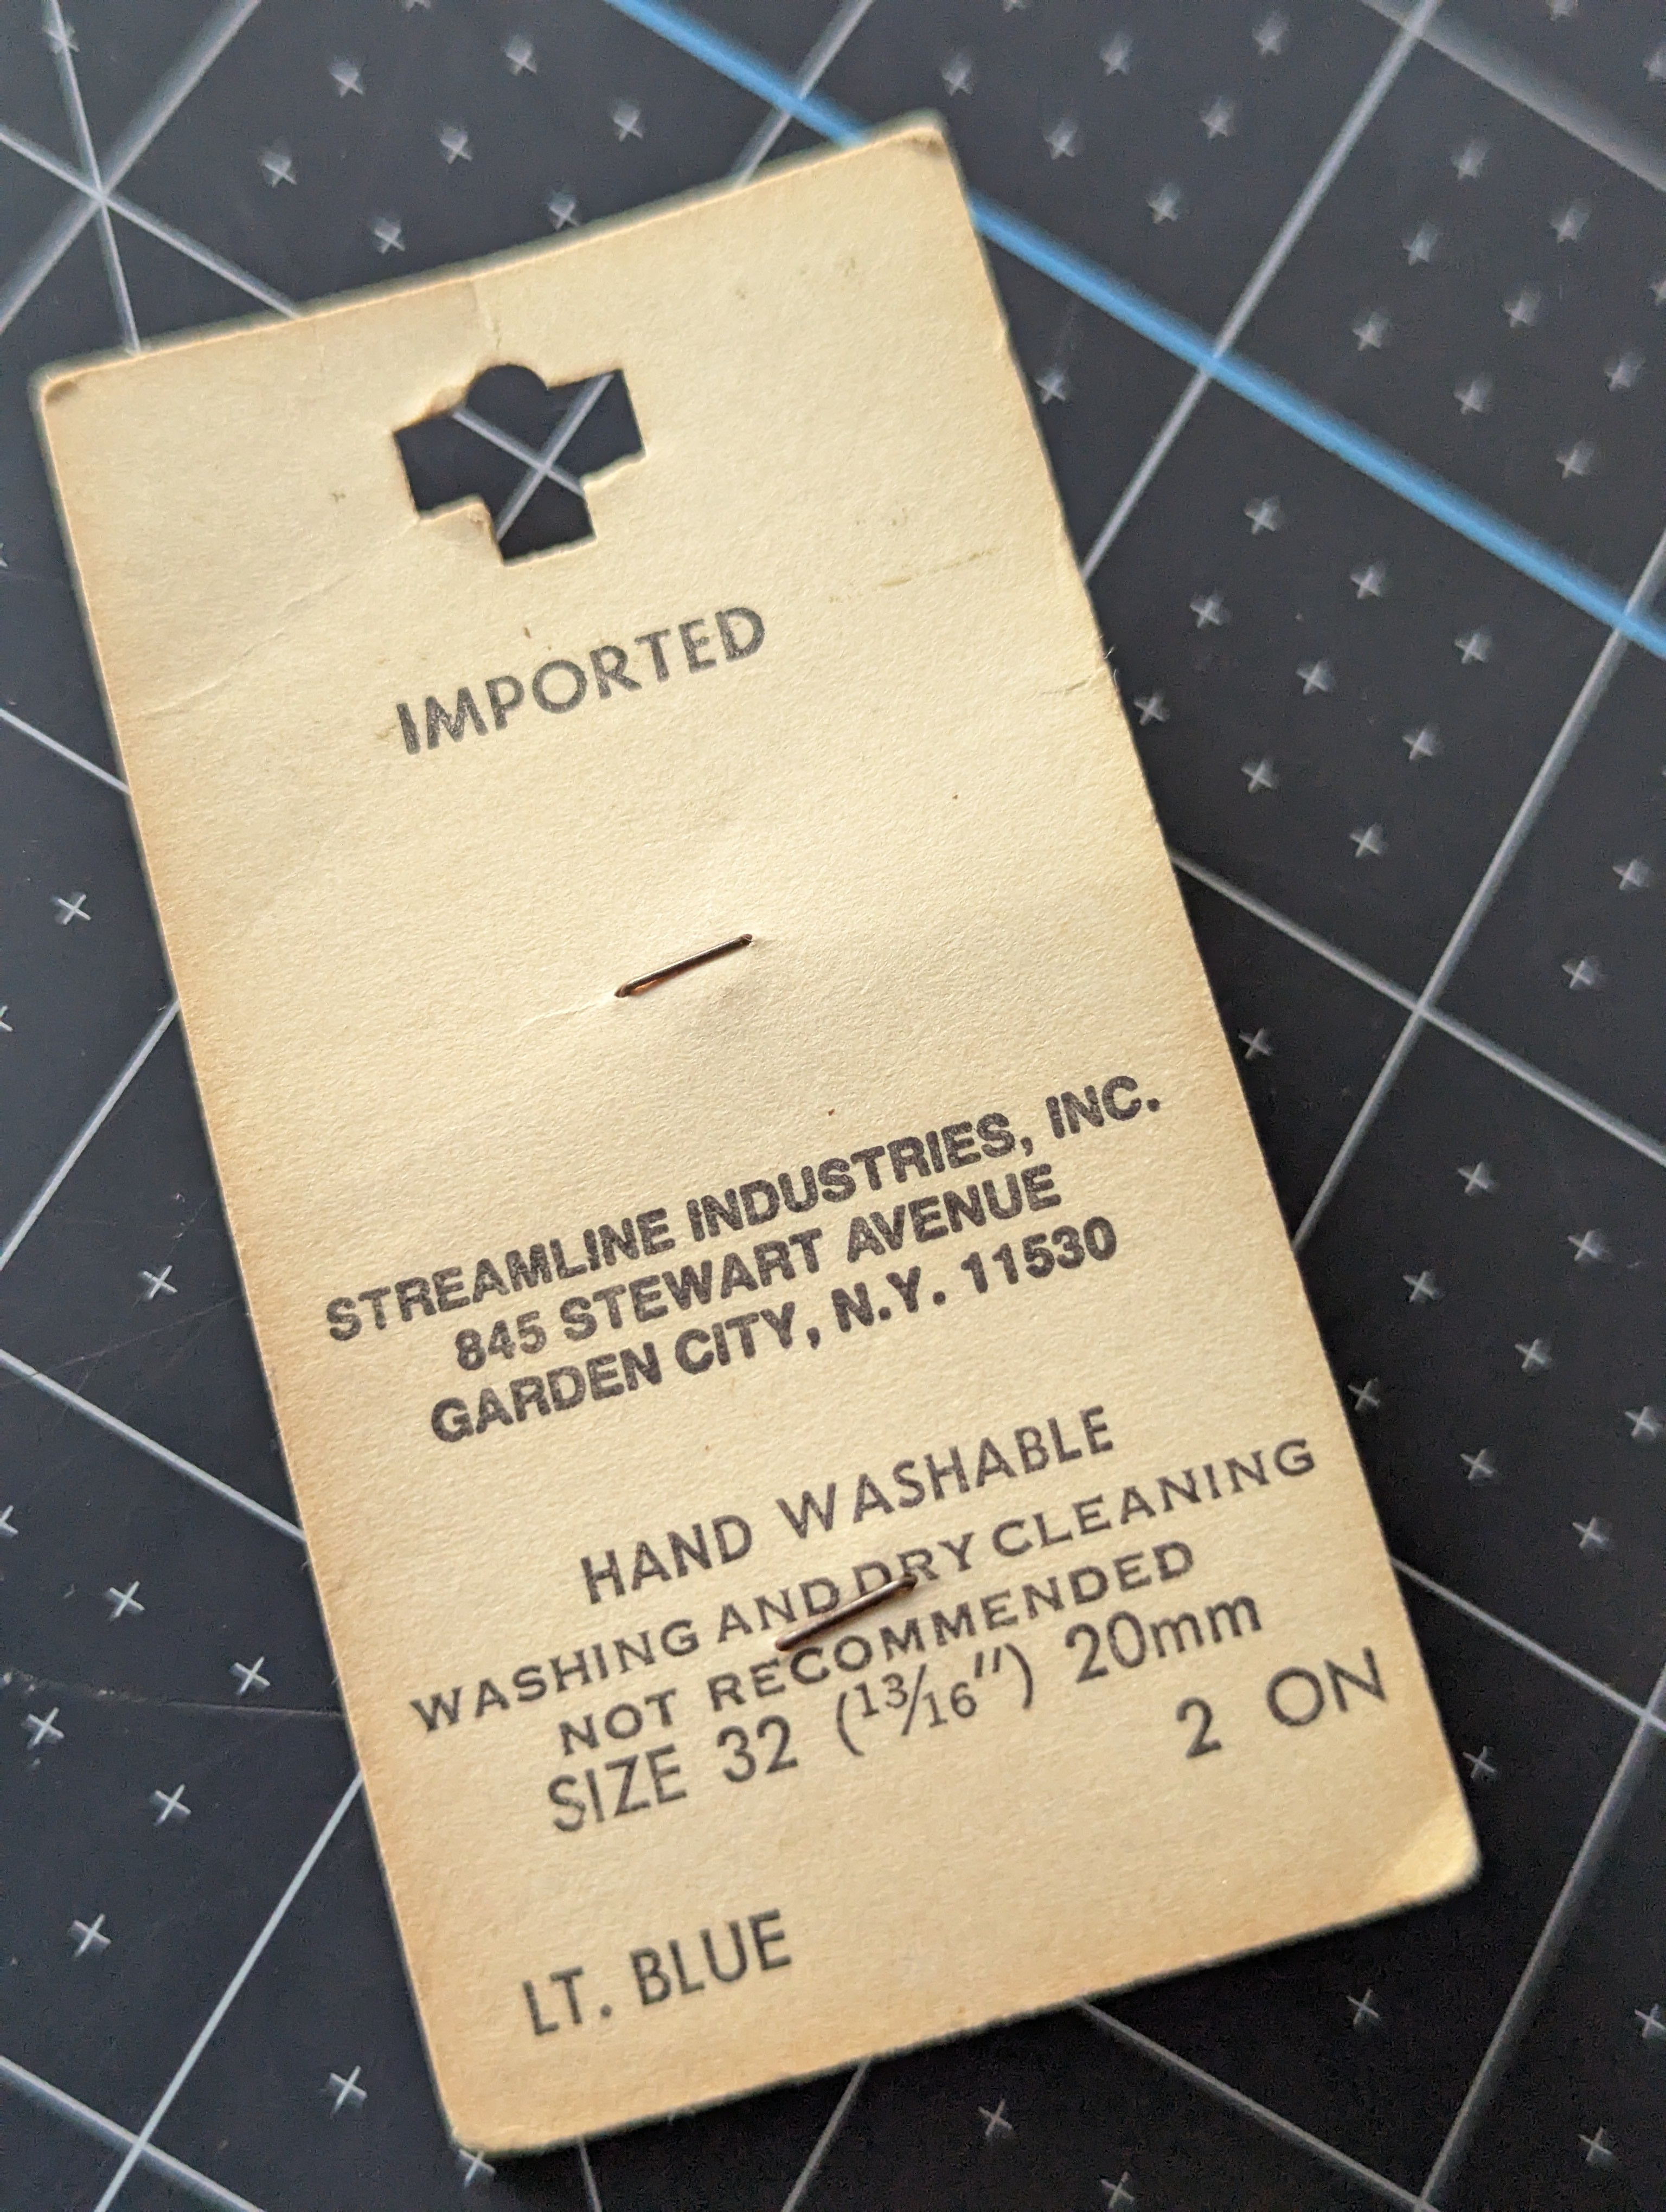 IMPORTED
STREAMLINE INDUSTRIES, INC.
845 STEWART AVENUE
GARDEN CITY, N.Y. 11530
HAND WASHABLE
WASHING AND DRY CLEANING
NOT RECOMMENDED
SIZE 32 (13/16") 20mm
2 ON
LT. BLUE